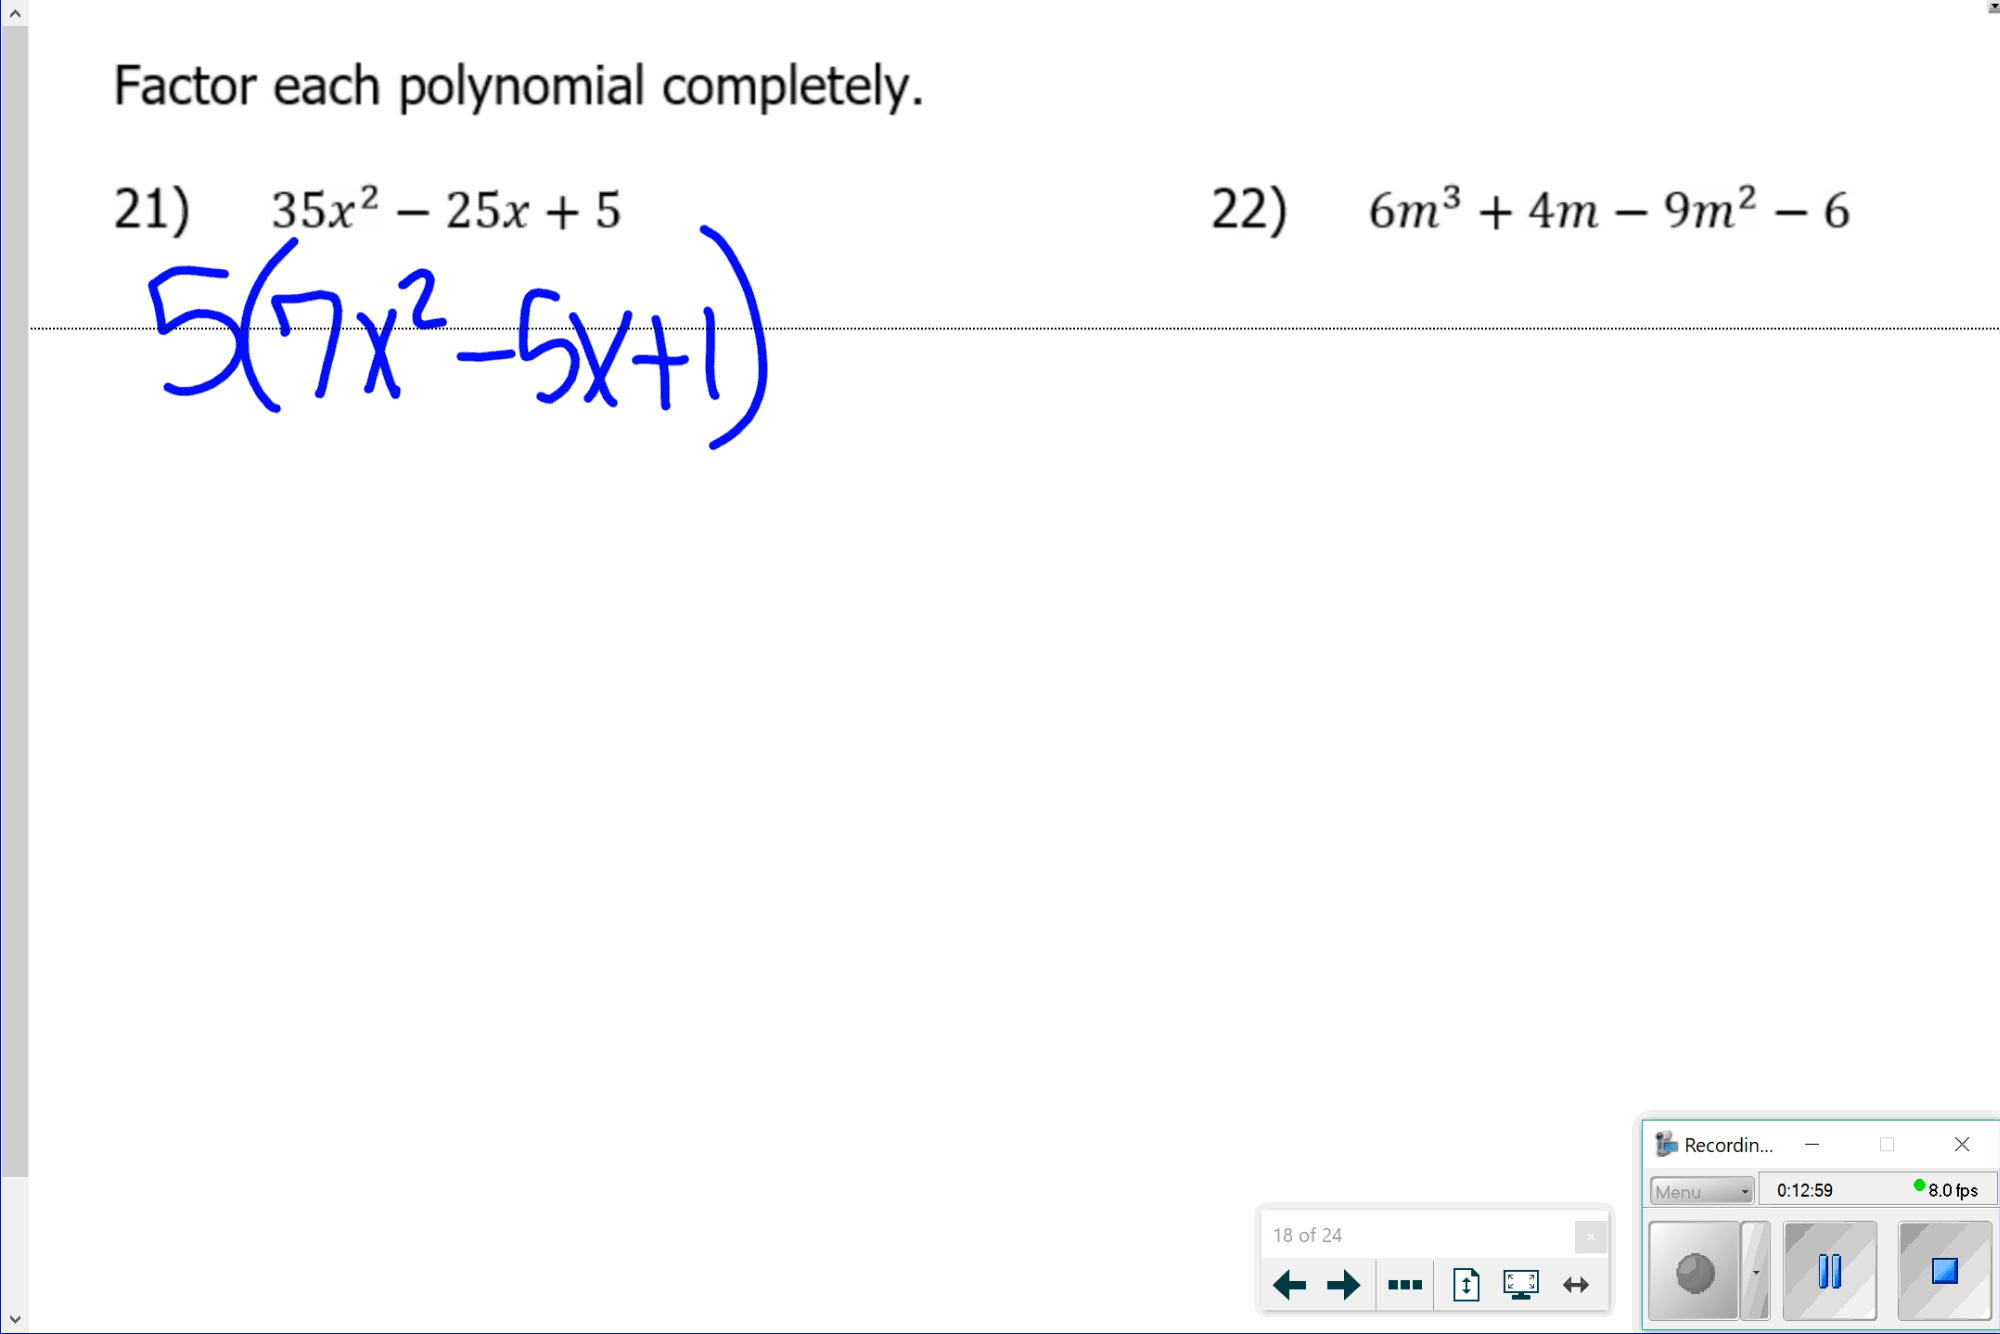 Factor each polynomial completely.
21) 35x² − 25x + 5
22) 6m³ + 4m − 9m² − 6
5(7x² − 5x + 1)
Recordin...
Menu 0:12:59 8.0 fps
18 of 24